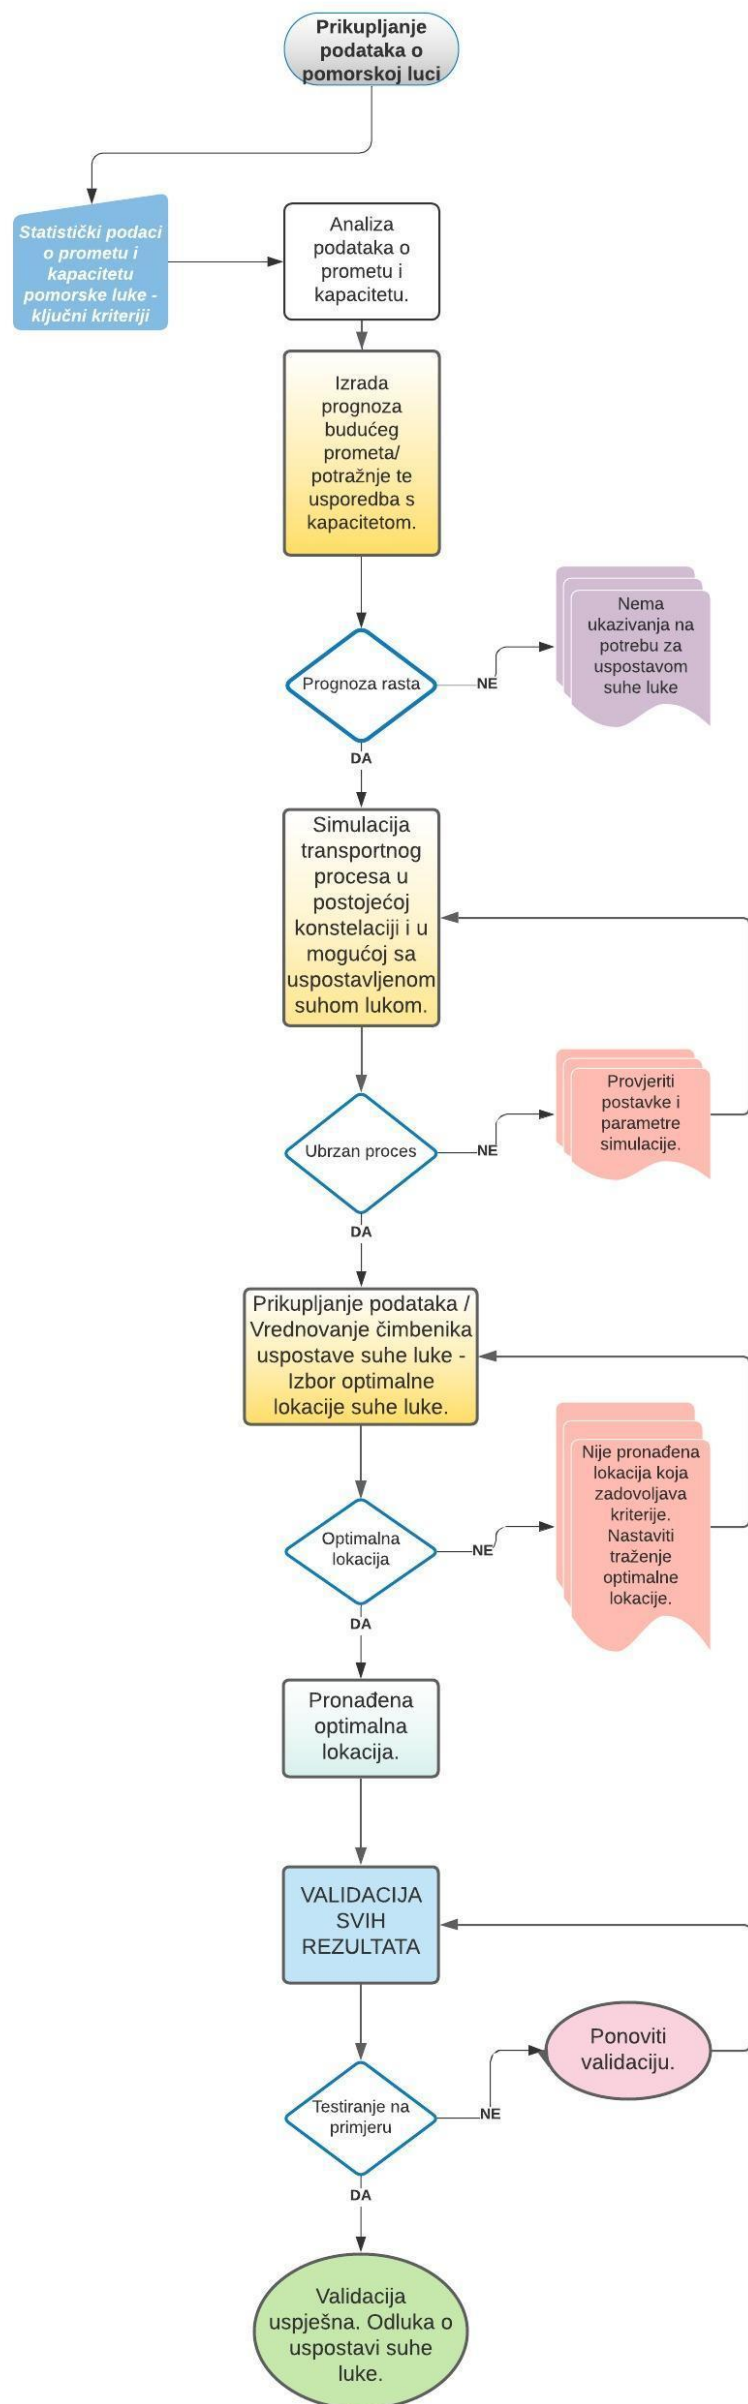 Prikupljanje
podataka o
pomorskoj luci
Statistički podaci
o prometu i
kapacitetu
pomorske luke -
ključni kriteriji
Analiza
podataka o
prometu i
kapacitetu.
Izrada
prognoza
budućeg
prometa/
potražnje te
usporedba s
kapacitetom.
Prognoza rasta
NE
Nema
ukazivanja na
potrebu za
uspostavom
suhe luke
DA
Simulacija
transportnog
procesa u
postojećoj
konstelaciji i u
mogućoj sa
uspostavljenom
suhom lukom.
Ubrzan proces
NE
Provjeriti
postavke i
parametre
simulacije.
DA
Prikupljanje podataka /
Vrednovanje čimbenika
uspostave suhe luke -
Izbor optimalne
lokacije suhe luke.
Optimalna
lokacija
NE
Nije pronađena
lokacija koja
zadovoljava
kriterije.
Nastaviti
traženje
optimalne
lokacije.
DA
Pronađena
optimalna
lokacija.
VALIDACIJA
SVIH
REZULTATA
Testiranje na
primjeru
NE
Ponoviti
validaciju.
DA
Validacija
uspješna. Odluka o
uspostavi suhe
luke.